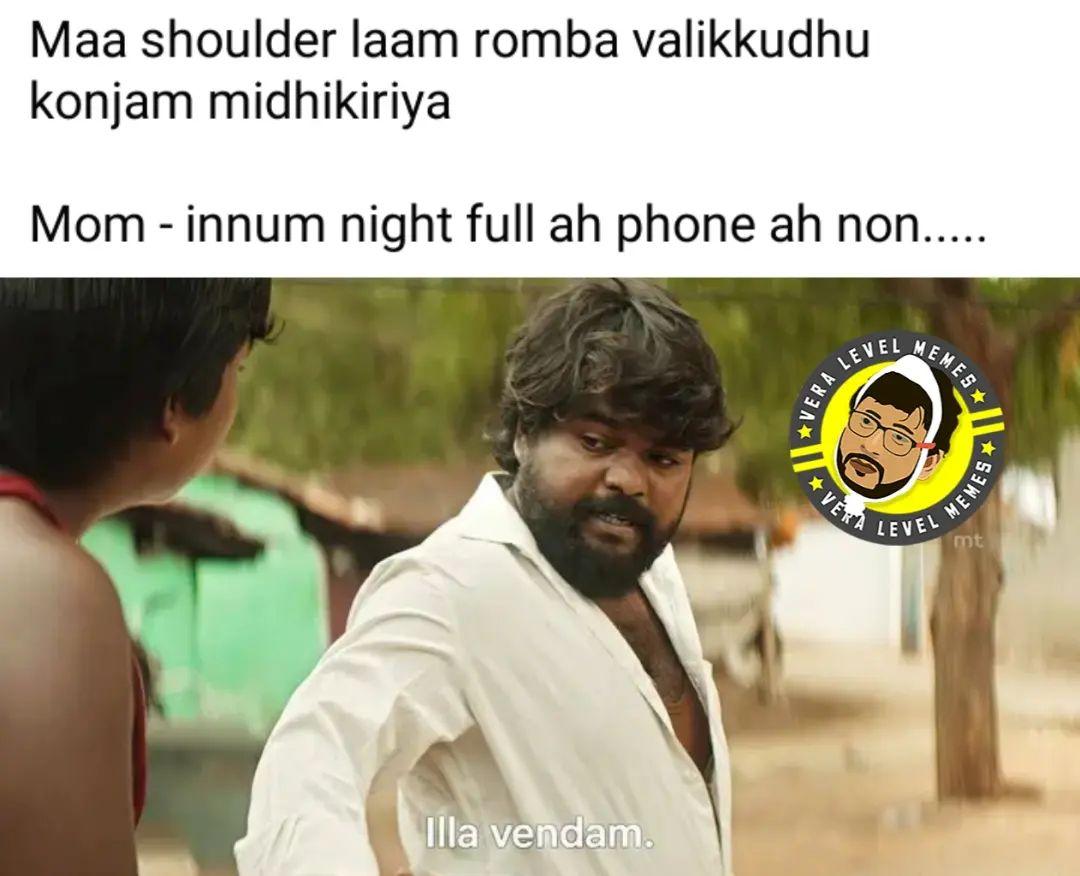 Maa shoulder laam romba valikkudhu
konjam midhikiriya
Mom - innum night full ah phone ah non.....
VERA LEVEL MEMES
VERA LEVEL MEMES
mt
Illa vendam.